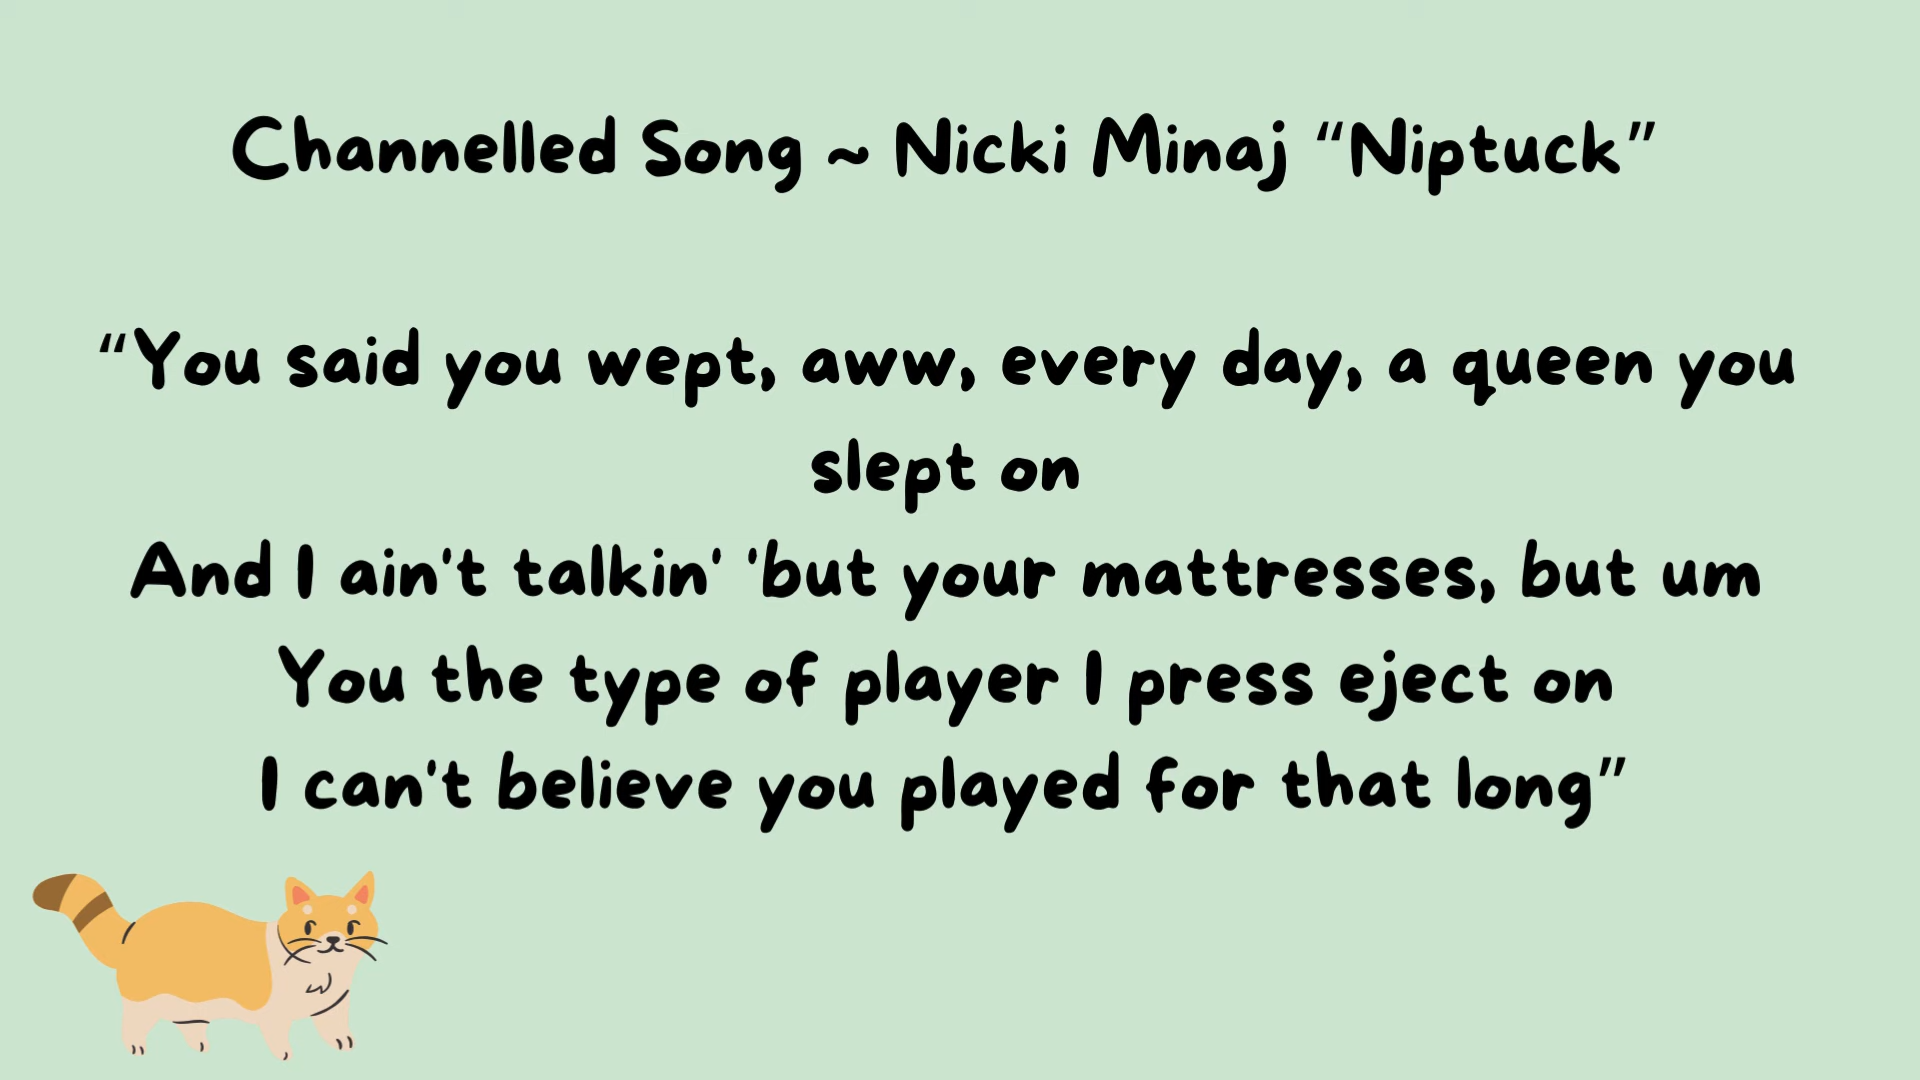 Channelled Song ~ Nicki Minaj “Niptuck”
“You said you wept, aww, every day, a queen you
slept on
And I ain't talkin' 'but your mattresses, but um
You the type of player I press eject on
I can't believe you played for that long”